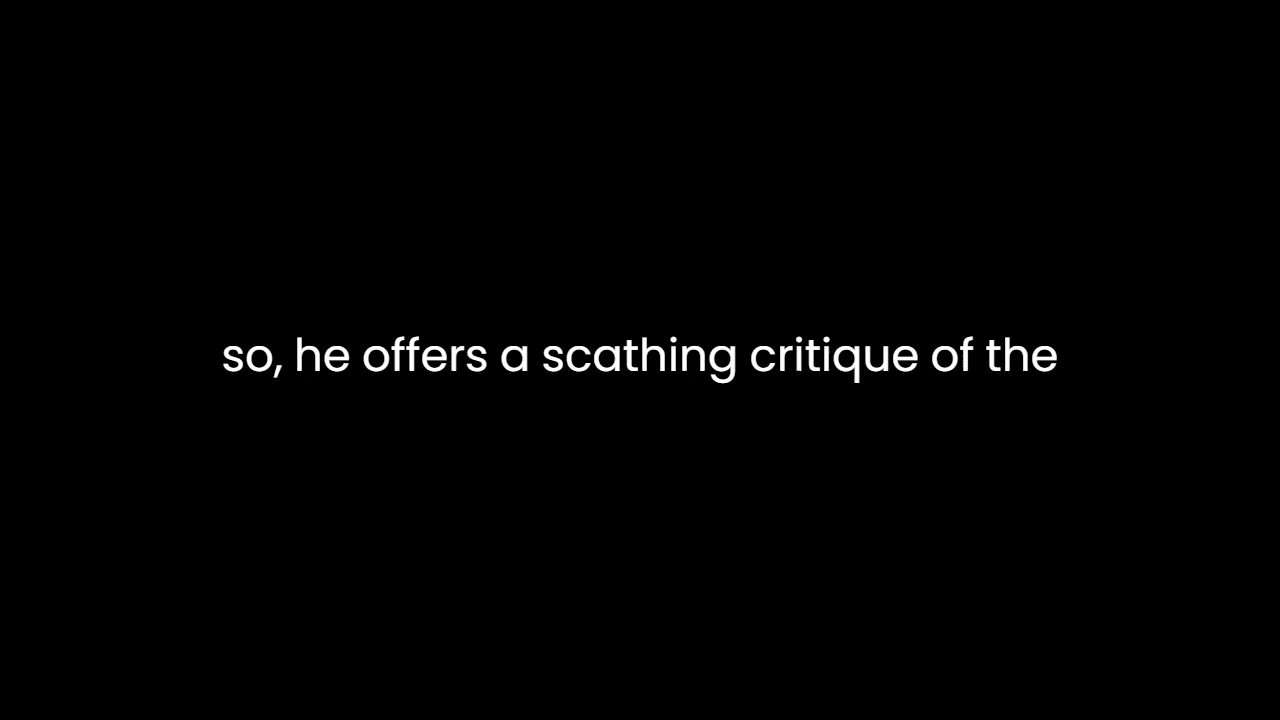 so, he offers a scathing critique of the